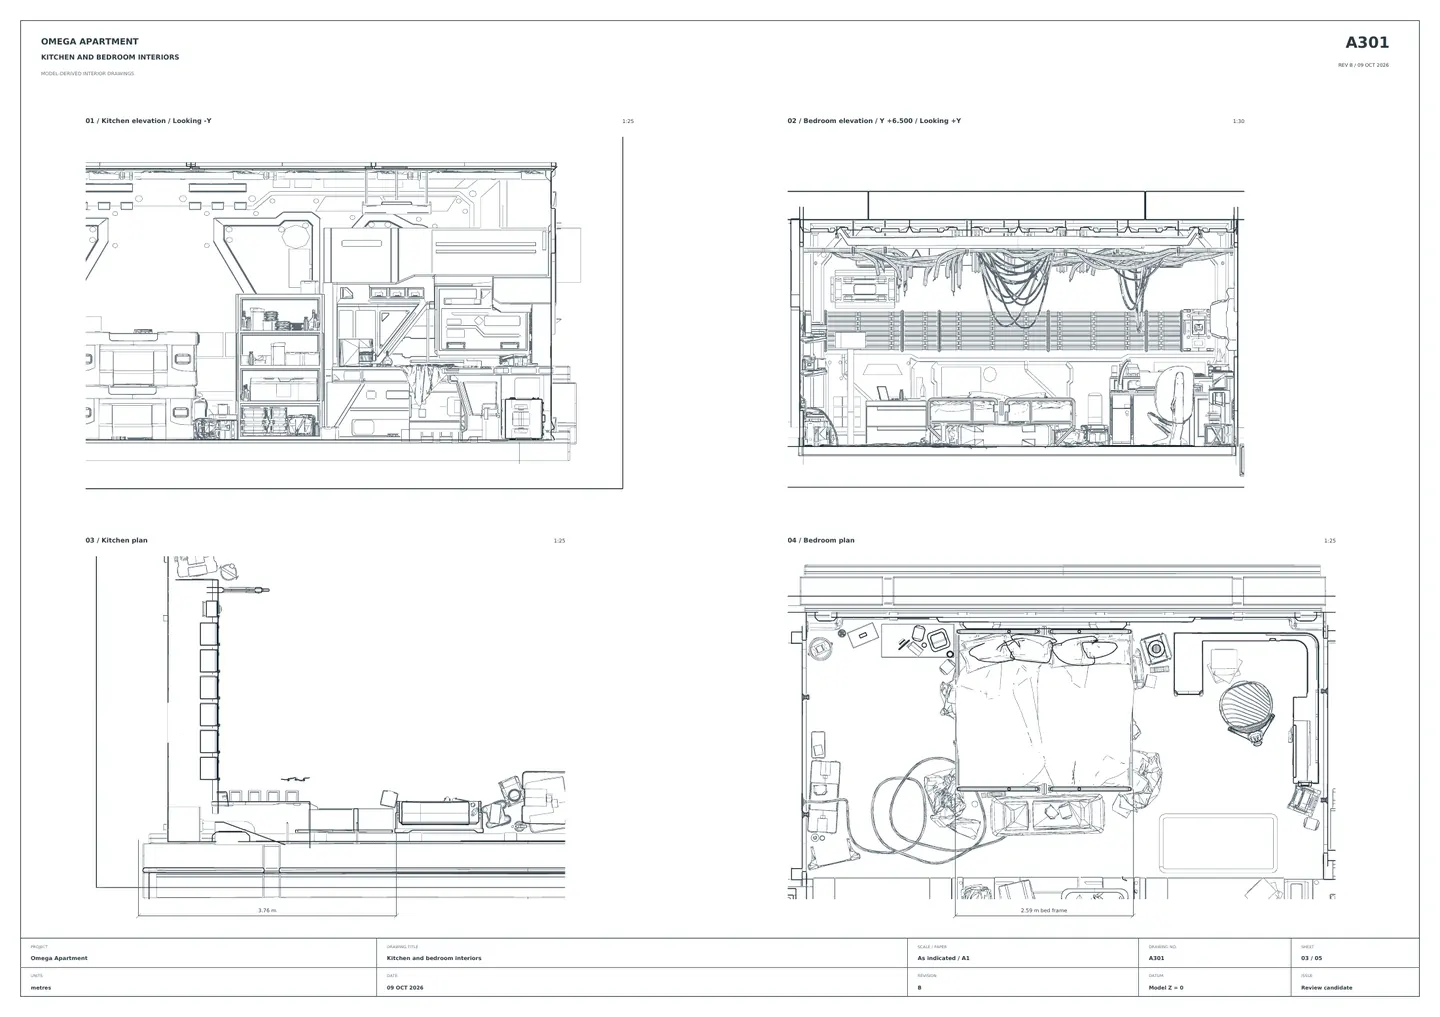 OMEGA APARTMENT
KITCHEN AND BEDROOM INTERIORS
MODEL-DERIVED INTERIOR DRAWINGS
A301
REV B / 09 OCT 2026
01 / Kitchen elevation / Looking -Y
1:25
02 / Bedroom elevation / Y +6.500 / Looking +Y
1:30
03 / Kitchen plan
1:25
04 / Bedroom plan
1:25
3.76 m
2.59 m bed frame
PROJECT
Omega Apartment
DRAWING TITLE
Kitchen and bedroom interiors
SCALE / PAPER
As indicated / A1
DRAWING NO.
A301
SHEET
03 / 05
UNITS
metres
DATE
09 OCT 2026
REVISION
B
DATUM
Model Z = 0
ISSUE
Review candidate